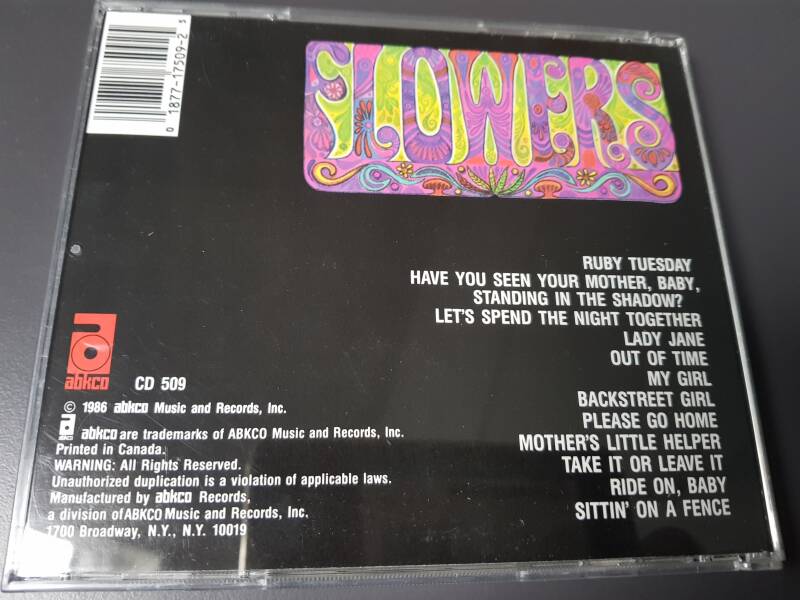 0 1877-17509-2 3
FLOWERS
RUBY TUESDAY
HAVE YOU SEEN YOUR MOTHER, BABY,
STANDING IN THE SHADOW?
LET'S SPEND THE NIGHT TOGETHER
LADY JANE
OUT OF TIME
MY GIRL
BACKSTREET GIRL
PLEASE GO HOME
MOTHER'S LITTLE HELPER
TAKE IT OR LEAVE IT
RIDE ON, BABY
SITTIN' ON A FENCE
abkco
CD 509
© 1986 abkco Music and Records, Inc.
abkco abkco are trademarks of ABKCO Music and Records, Inc.
Printed in Canada.
WARNING: All Rights Reserved.
Unauthorized duplication is a violation of applicable laws.
Manufactured by abkco Records,
a division of ABKCO Music and Records, Inc.
1700 Broadway, N.Y., N.Y. 10019